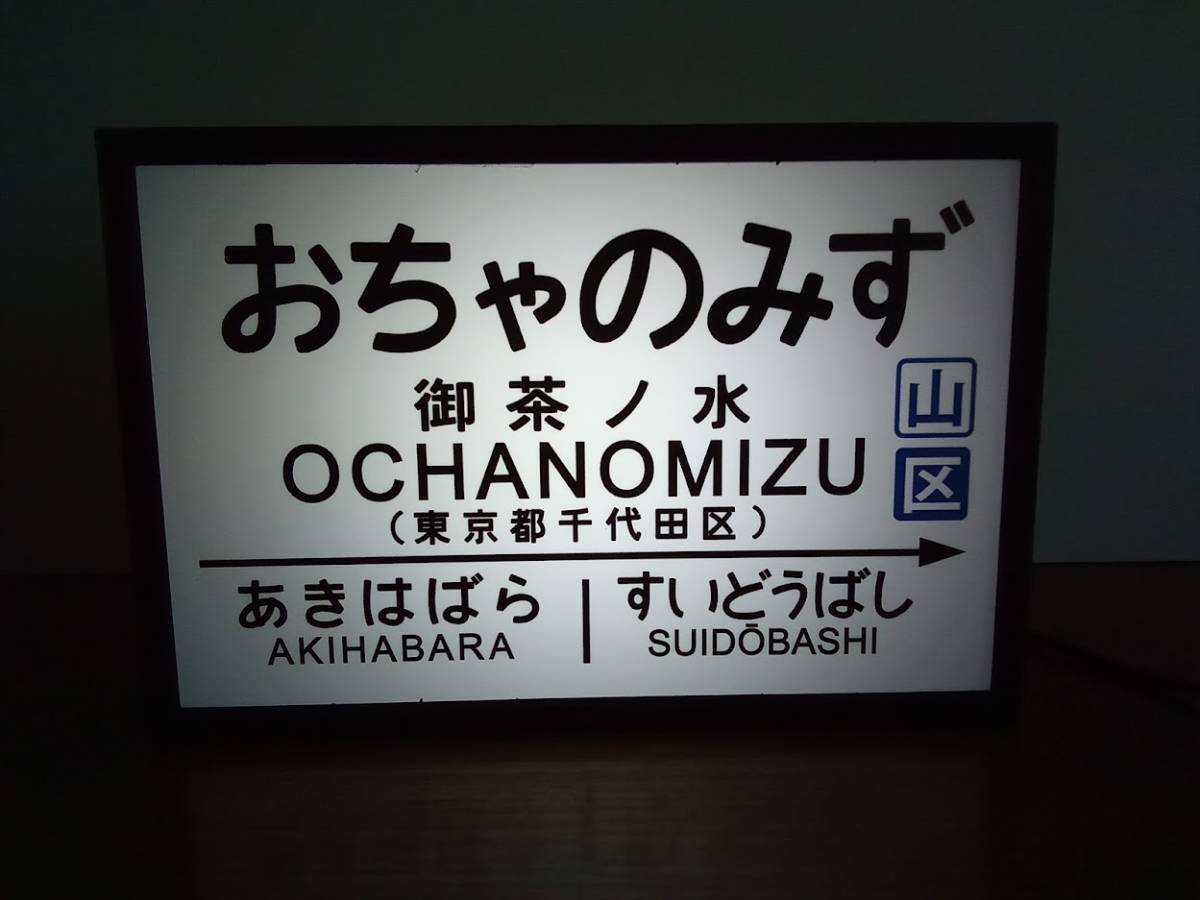 おちゃのみず
御茶ノ水
山
OCHANOMIZU
区
(東京都千代田区)
あきはばら | すいどうばし
AKIHABARA SUIDŌBASHI